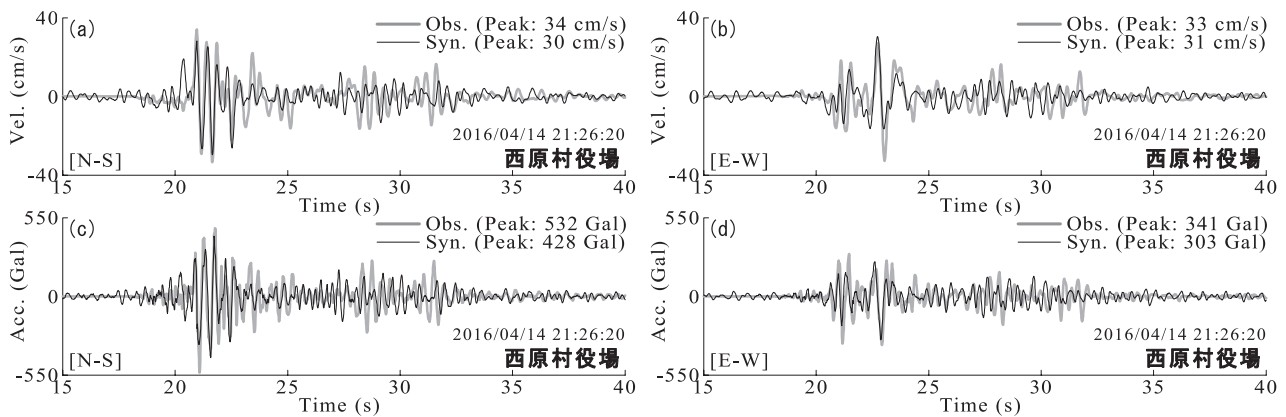 40
(a)
Obs. (Peak: 34 cm/s)
Syn. (Peak: 30 cm/s)
Vel. (cm/s)
0
2016/04/14 21:26:20
[N-S]
西原村役場
-40
15 20 25 30 35 40
Time (s)
40
(b)
Obs. (Peak: 33 cm/s)
Syn. (Peak: 31 cm/s)
Vel. (cm/s)
0
2016/04/14 21:26:20
[E-W]
西原村役場
-40
15 20 25 30 35 40
Time (s)
550
(c)
Obs. (Peak: 532 Gal)
Syn. (Peak: 428 Gal)
Acc. (Gal)
0
2016/04/14 21:26:20
[N-S]
西原村役場
-550
15 20 25 30 35 40
Time (s)
550
(d)
Obs. (Peak: 341 Gal)
Syn. (Peak: 303 Gal)
Acc. (Gal)
0
2016/04/14 21:26:20
[E-W]
西原村役場
-550
15 20 25 30 35 40
Time (s)